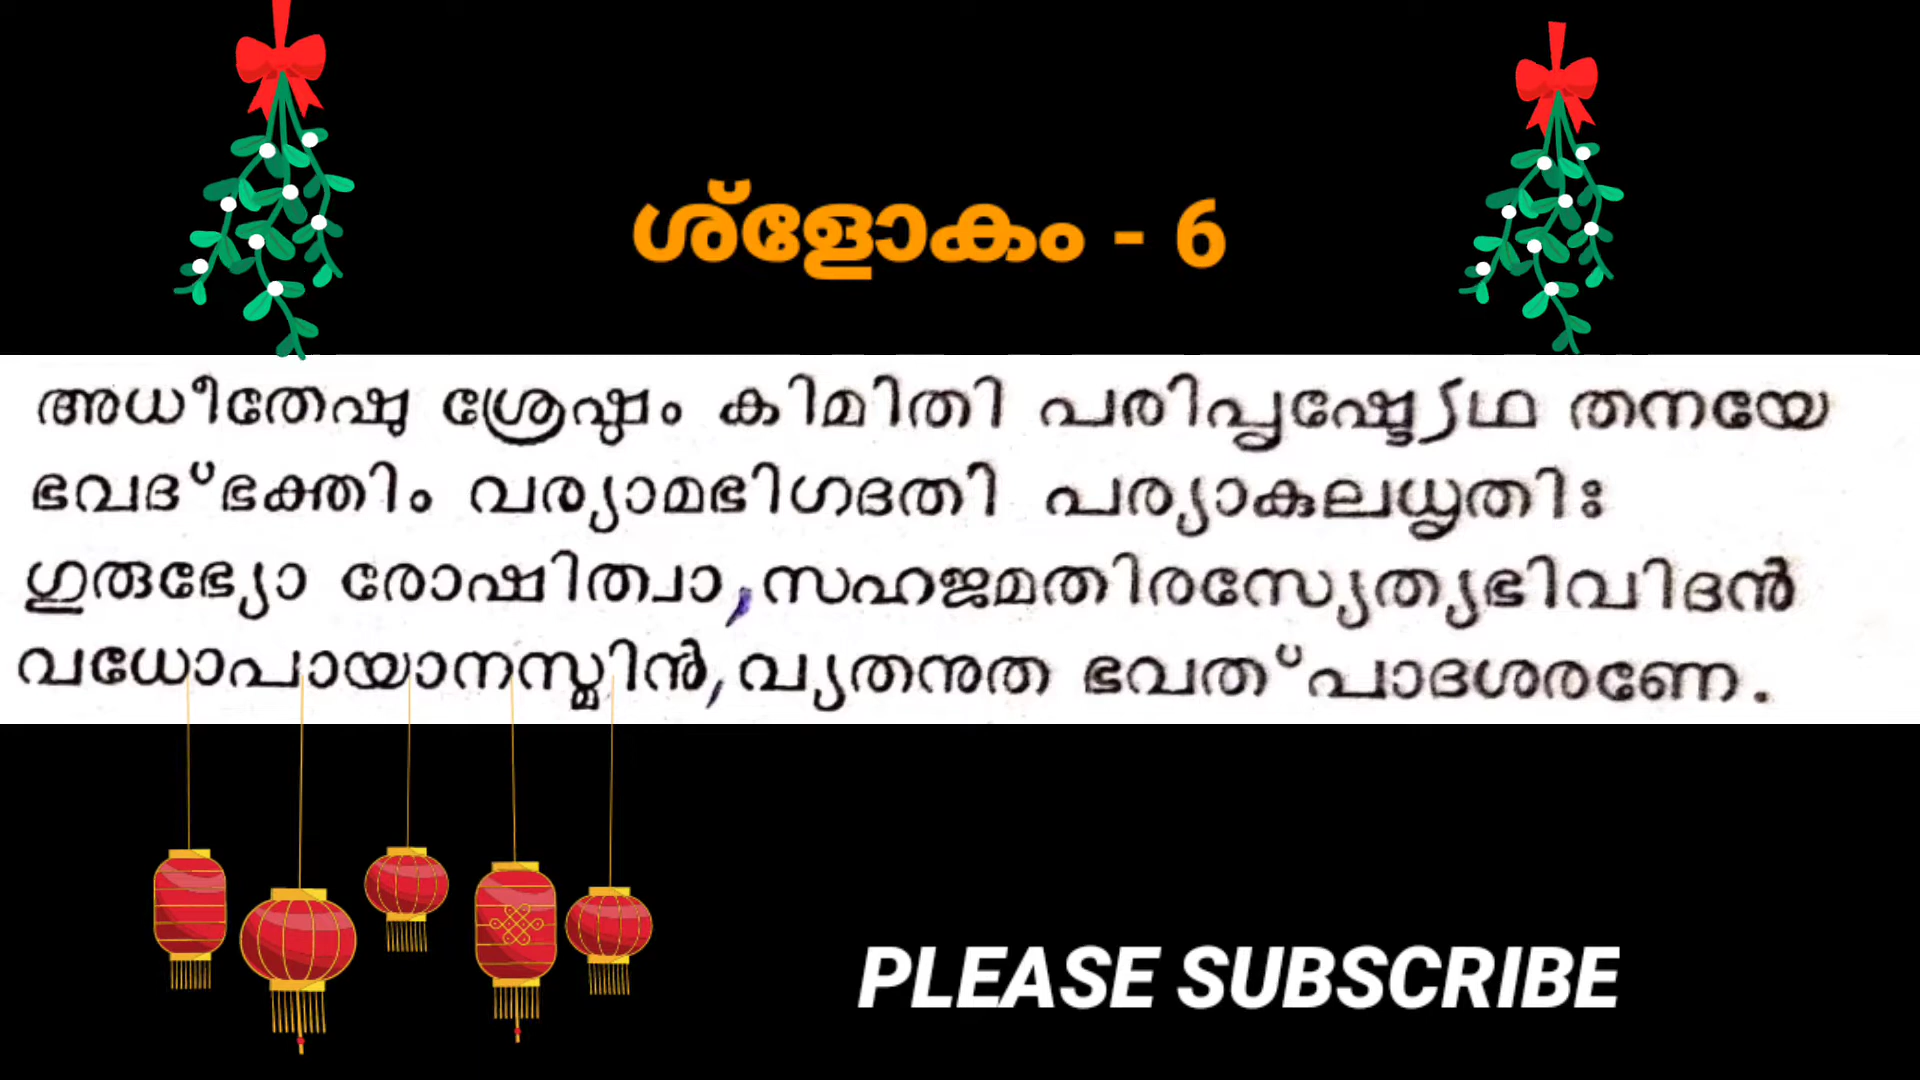 ശ്ളോകം - 6
അധീതേഷു ശ്രേഷ്ഠം കിമിതി പരിപൃഷ്ടേഽഥ തനയേ
ഭവദ്ഭക്തിം വര്യാമഭിഗദതി പര്യാകുലധൃതിഃ
ഗുരുഭ്യോ രോഷിത്വാ, സഹജമതിരസ്യേത്യഭിവിദൻ
വധോപായാനസ്മിൻ, വ്യതനുത ഭവത്പാദശരണേ.
PLEASE SUBSCRIBE